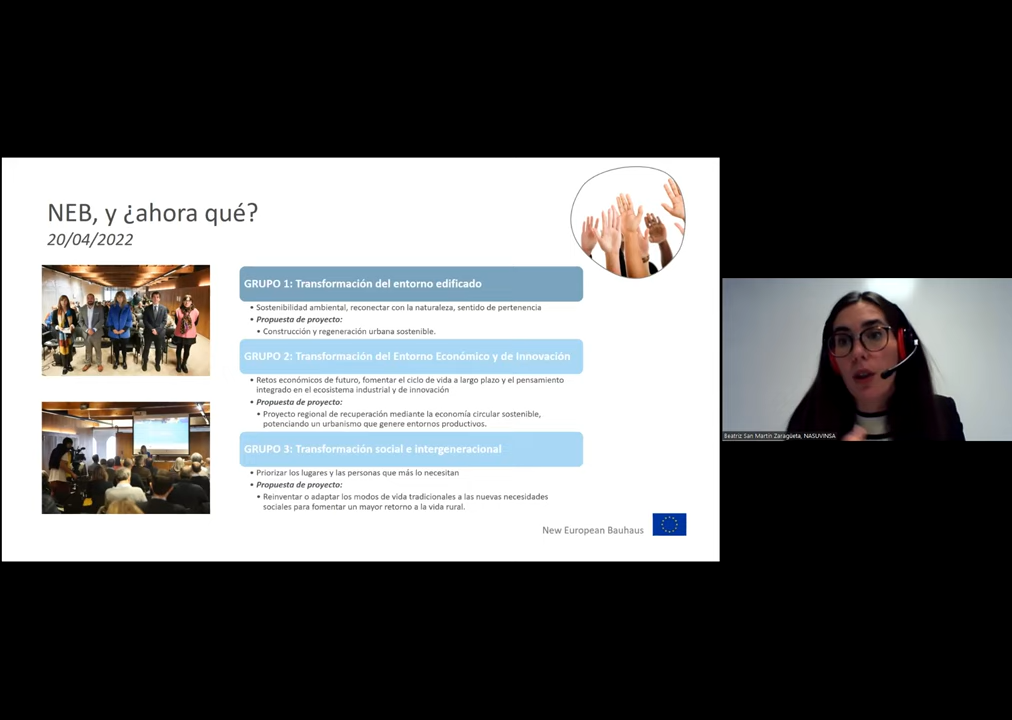 NEB, y ¿ahora qué?
20/04/2022
GRUPO 1: Transformación del entorno edificado
• Sostenibilidad ambiental, reconectar con la naturaleza, sentido de pertenencia
• Propuesta de proyecto:
• Construcción y regeneración urbana sostenible.
GRUPO 2: Transformación del Entorno Económico y de Innovación
• Retos económicos de futuro, fomentar el ciclo de vida a largo plazo y el pensamiento
integrado en el ecosistema industrial y de innovación
• Propuesta de proyecto:
• Proyecto regional de recuperación mediante la economía circular sostenible,
potenciando un urbanismo que genere entornos productivos.
GRUPO 3: Transformación social e intergeneracional
• Priorizar los lugares y las personas que más lo necesitan
• Propuesta de proyecto:
• Reinventar o adaptar los modos de vida tradicionales a las nuevas necesidades
sociales para fomentar un mayor retorno a la vida rural.
New European Bauhaus
Beatriz San Martín Zaragüeta, NASUVINSA